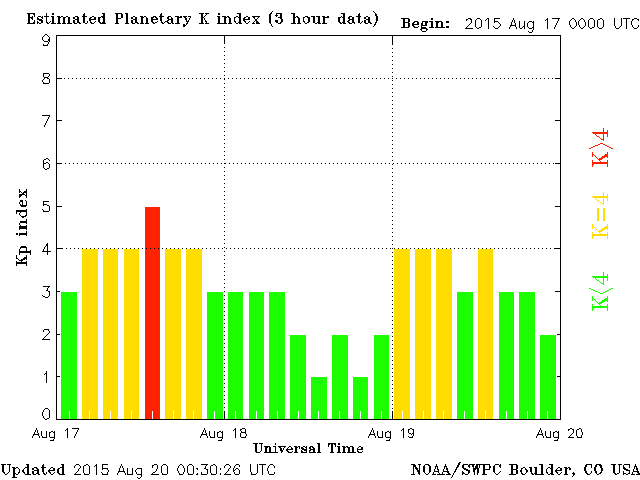 Estimated Planetary K index (3 hour data) Begin: 2015 Aug 17 0000 UTC
9
8
7
6
5
4
3
2
1
0
Kp index
K>4
K=4
K<4
Aug 17 Aug 18 Aug 19 Aug 20
Universal Time
Updated 2015 Aug 20 00:30:26 UTC NOAA/SWPC Boulder, CO USA